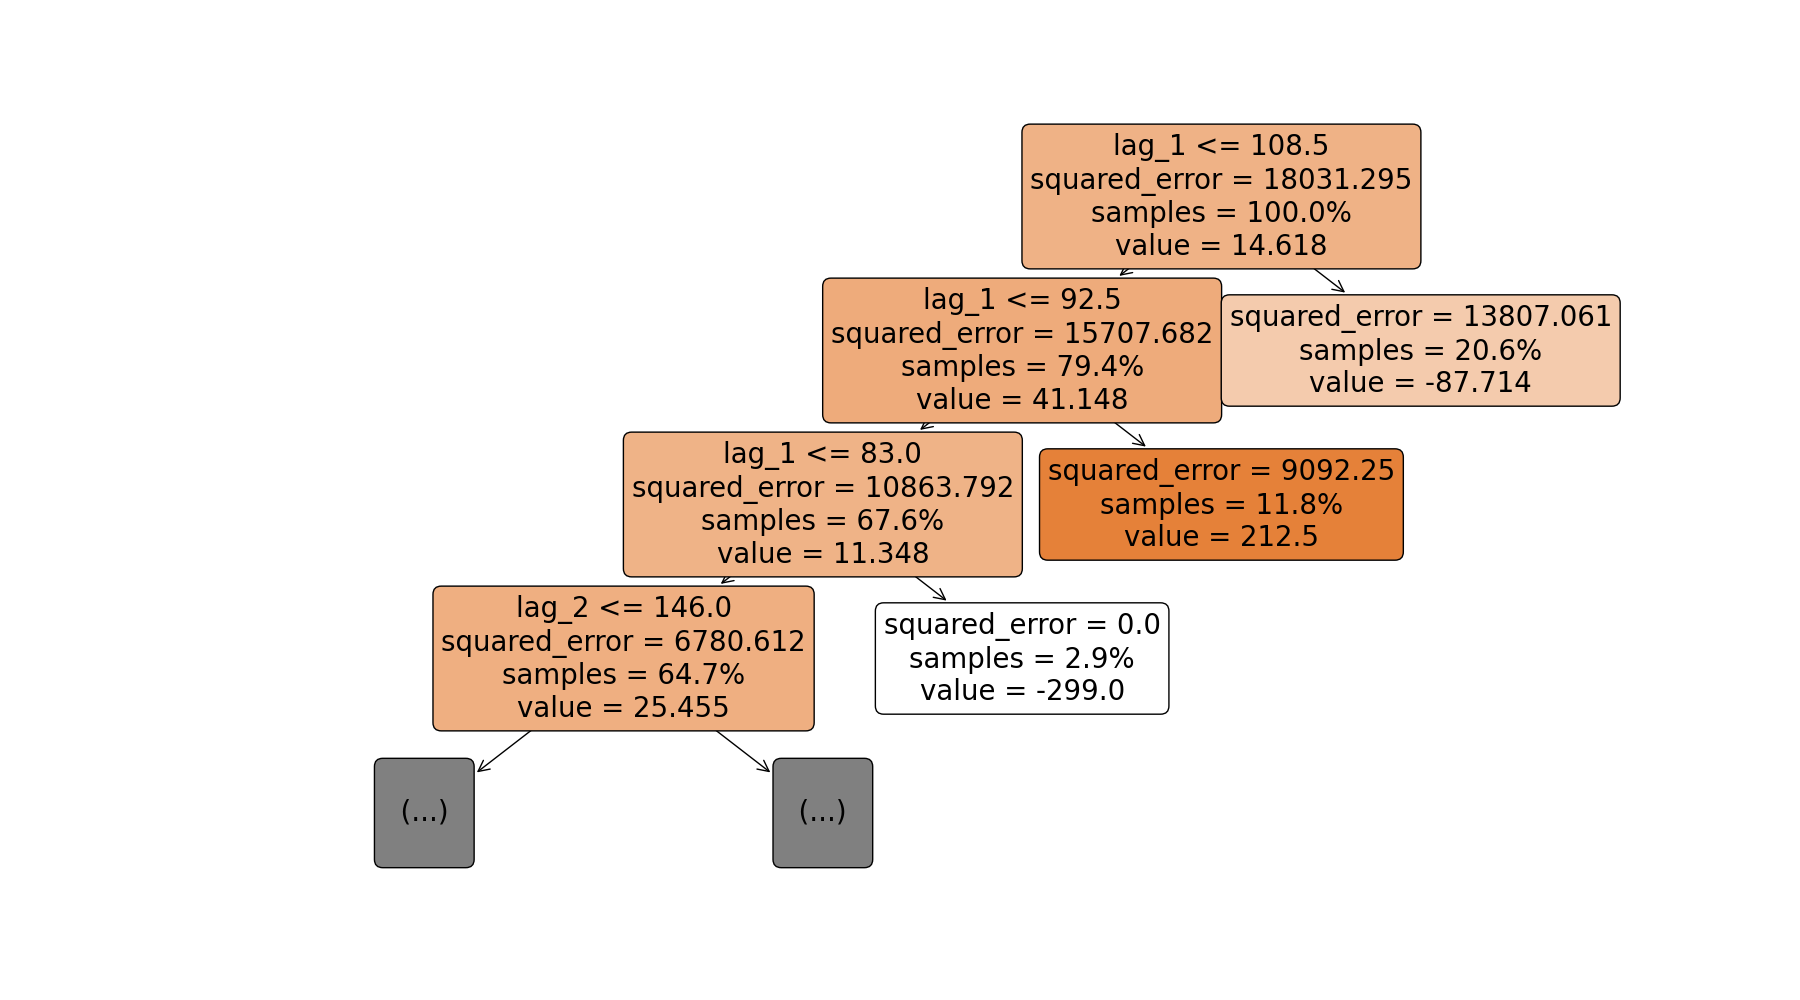 lag_1 <= 108.5
squared_error = 18031.295
samples = 100.0%
value = 14.618
lag_1 <= 92.5
squared_error = 15707.682
samples = 79.4%
value = 41.148
squared_error = 13807.061
samples = 20.6%
value = -87.714
lag_1 <= 83.0
squared_error = 10863.792
samples = 67.6%
value = 11.348
squared_error = 9092.25
samples = 11.8%
value = 212.5
lag_2 <= 146.0
squared_error = 6780.612
samples = 64.7%
value = 25.455
squared_error = 0.0
samples = 2.9%
value = -299.0
(...)
(...)